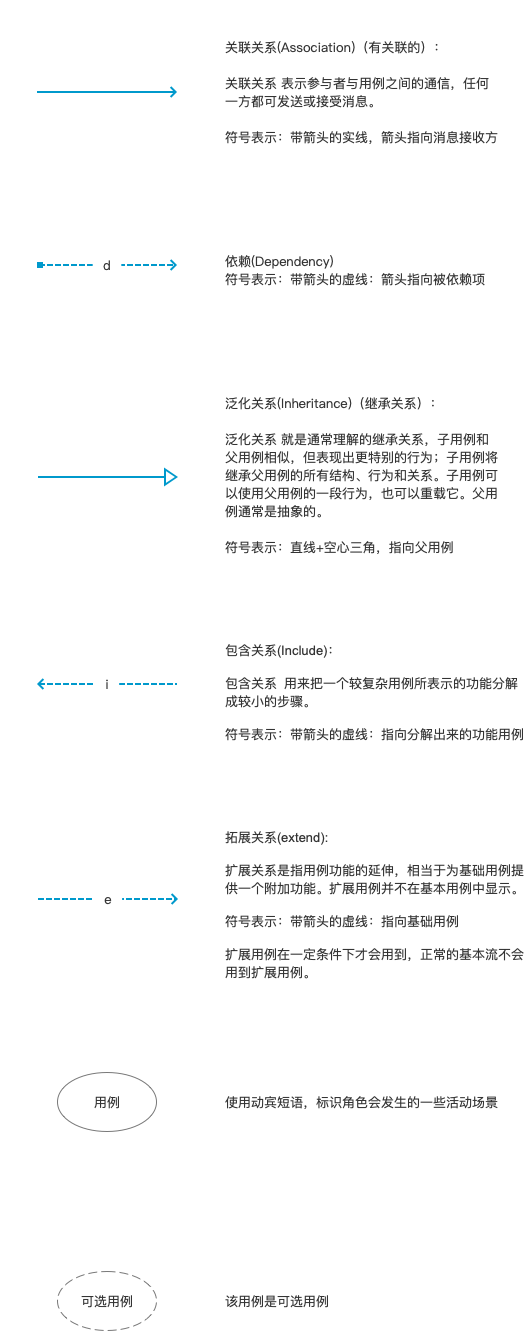 关联关系(Association)（有关联的）：
关联关系 表示参与者与用例之间的通信，任何
一方都可发送或接受消息。
符号表示：带箭头的实线，箭头指向消息接收方
d
依赖(Dependency)
符号表示：带箭头的虚线：箭头指向被依赖项
泛化关系(Inheritance)（继承关系）：
泛化关系 就是通常理解的继承关系，子用例和
父用例相似，但表现出更特别的行为；子用例将
继承父用例的所有结构、行为和关系。子用例可
以使用父用例的一段行为，也可以重载它。父用
例通常是抽象的。
符号表示：直线+空心三角，指向父用例
包含关系(Include):
i
包含关系  用来把一个较复杂用例所表示的功能分解
成较小的步骤。
符号表示：带箭头的虚线：指向分解出来的功能用例
拓展关系(extend):
扩展关系是指用例功能的延伸，相当于为基础用例提
供一个附加功能。扩展用例并不在基本用例中显示。
e
符号表示：带箭头的虚线：指向基础用例
扩展用例在一定条件下才会用到，正常的基本流不会
用到扩展用例。
用例
使用动宾短语，标识角色会发生的一些活动场景
可选用例
该用例是可选用例